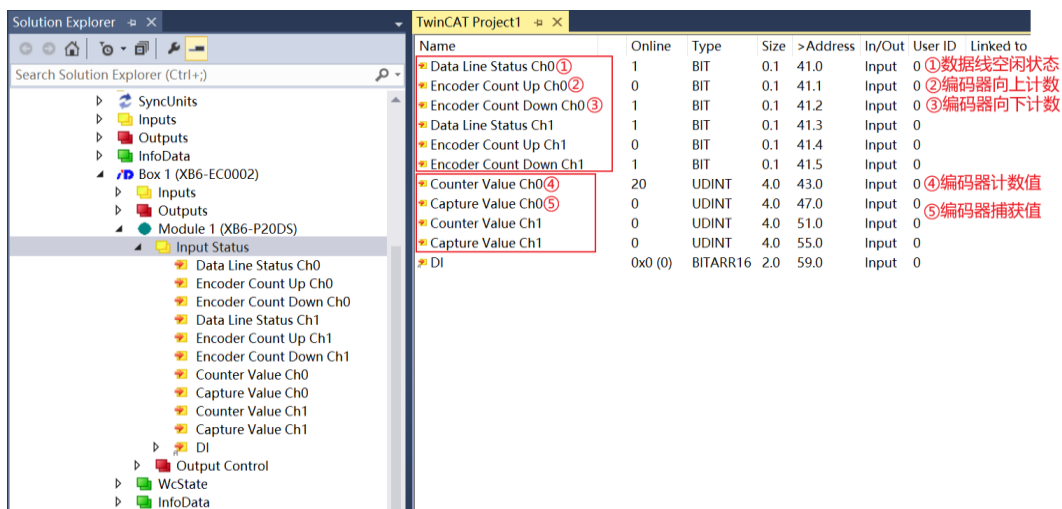 Solution Explorer
Search Solution Explorer (Ctrl+;)
SyncUnits
Inputs
Outputs
InfoData
Box 1 (XB6-EC0002)
Inputs
Outputs
Module 1 (XB6-P20DS)
Input Status
Data Line Status Ch0
Encoder Count Up Ch0
Encoder Count Down Ch0
Data Line Status Ch1
Encoder Count Up Ch1
Encoder Count Down Ch1
Counter Value Ch0
Capture Value Ch0
Counter Value Ch1
Capture Value Ch1
DI
Output Control
WcState
InfoData
TwinCAT Project1
Name Online Type Size >Address In/Out User ID Linked to
Data Line Status Ch0① 1 BIT 0.1 41.0 Input 0 ①数据线空闲状态
Encoder Count Up Ch0② 0 BIT 0.1 41.1 Input 0 ②编码器向上计数
Encoder Count Down Ch0③ 1 BIT 0.1 41.2 Input 0 ③编码器向下计数
Data Line Status Ch1 1 BIT 0.1 41.3 Input 0
Encoder Count Up Ch1 0 BIT 0.1 41.4 Input 0
Encoder Count Down Ch1 1 BIT 0.1 41.5 Input 0
Counter Value Ch0④ 20 UDINT 4.0 43.0 Input 0 ④编码器计数值
Capture Value Ch0⑤ 0 UDINT 4.0 47.0 Input 0 ⑤编码器捕获值
Counter Value Ch1 0 UDINT 4.0 51.0 Input 0
Capture Value Ch1 0 UDINT 4.0 55.0 Input 0
DI 0x0 (0) BITARR16 2.0 59.0 Input 0